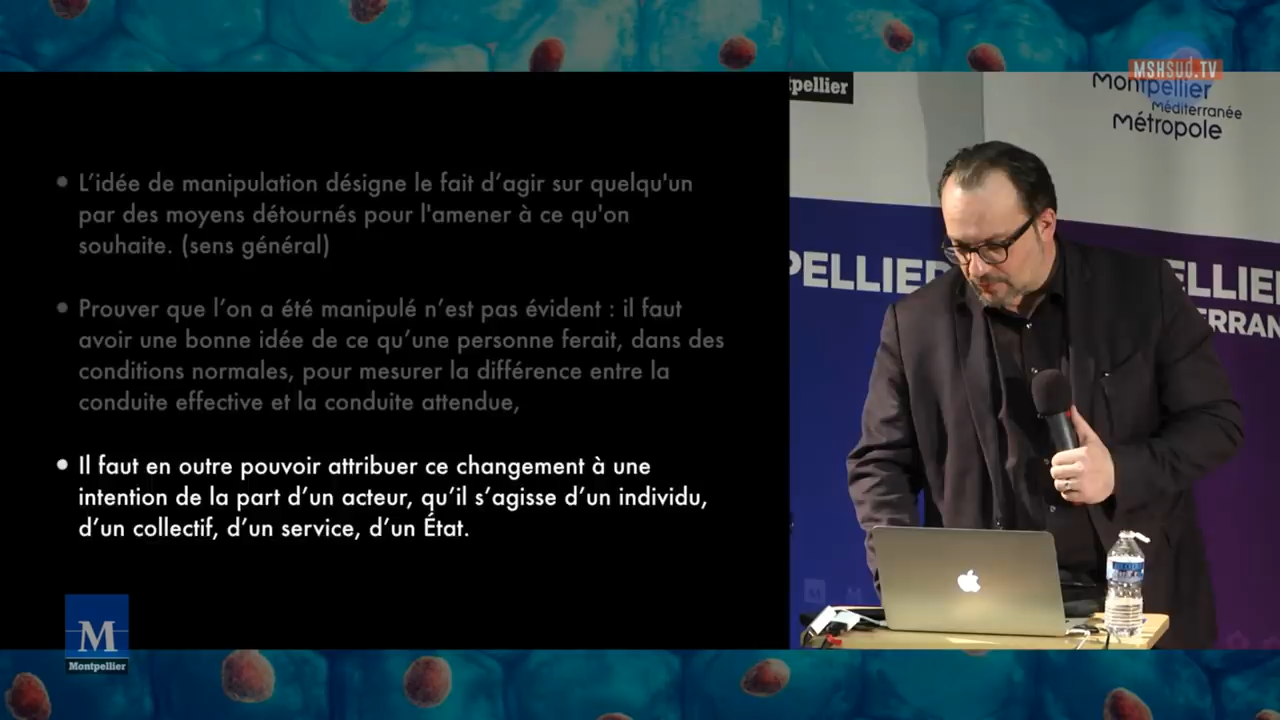 MSHSUD.TV
tpellier
Montpellier
Méditerranée
Métropole
• L’idée de manipulation désigne le fait d’agir sur quelqu'un
par des moyens détournés pour l'amener à ce qu'on
souhaite. (sens général)
• Prouver que l’on a été manipulé n’est pas évident : il faut
avoir une bonne idée de ce qu’une personne ferait, dans des
conditions normales, pour mesurer la différence entre la
conduite effective et la conduite attendue,
• Il faut en outre pouvoir attribuer ce changement à une
intention de la part d’un acteur, qu’il s’agisse d’un individu,
d’un collectif, d’un service, d’un État.
PELLIER
ELLIE
ERRAN
M
Montpellier